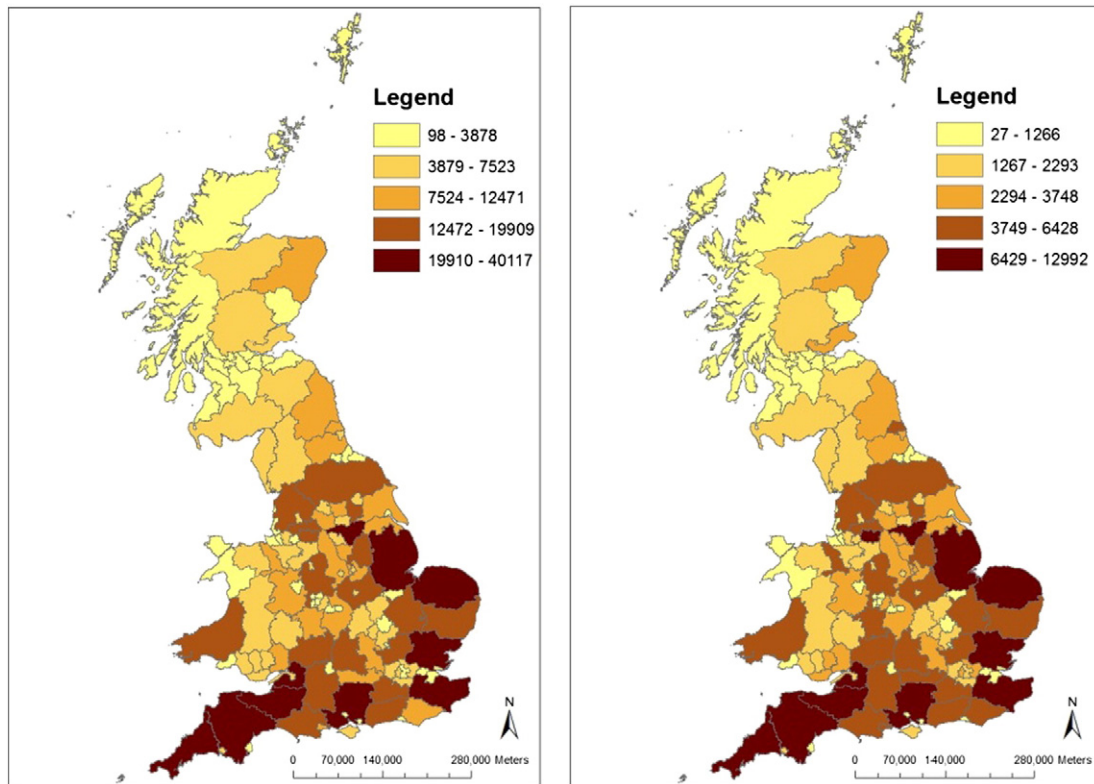 Legend
98 - 3878
3879 - 7523
7524 - 12471
12472 - 19909
19910 - 40117
N
0 70,000 140,000 280,000 Meters
Legend
27 - 1266
1267 - 2293
2294 - 3748
3749 - 6428
6429 - 12992
N
0 70,000 140,000 280,000 Meters